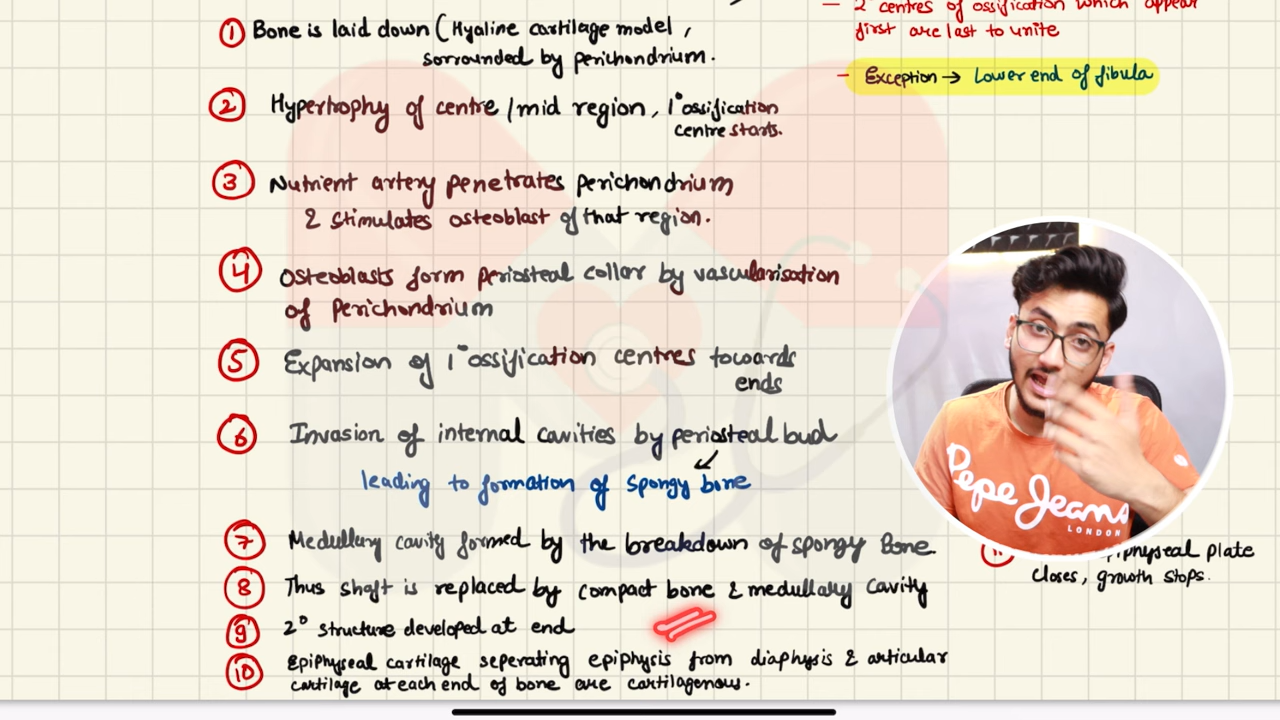 ① Bone is laid down (Hyaline cartilage model,
sorrounded by perichondrium.
② Hypertrophy of centre / mid region, 1° ossification
centre starts.
③ Nutrient artery penetrates perichondrium
& stimulates osteoblast of that region.
④ Osteoblasts form periosteal collar by vascularisation
of Perichondrium
⑤ Expansion of 1° ossification centres towards
ends
⑥ Invasion of internal cavities by periosteal bud
leading to formation of spongy bone
⑦ Medullary cavity formed by the breakdown of spongy Bone
⑧ Thus shaft is replaced by compact bone & medullary cavity
⑨ 2° structure developed at end
⑩ Epiphyseal cartilage seperating epiphysis from diaphysis & articular
cartilage at each end of bone are cartilagenous.
— 2° centres of ossification which appear
first are last to unite
— Exception → Lower end of fibula
plate
closes, growth stops.
Pepe Jeans
LONDON